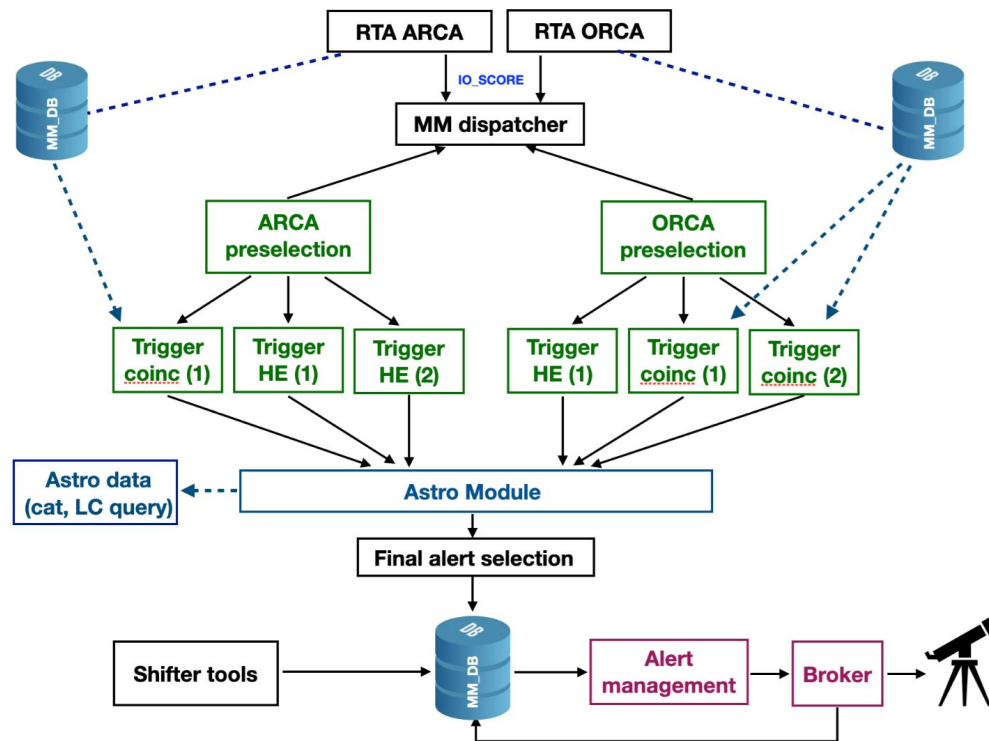 RTA ARCA
RTA ORCA
IO_SCORE
DB
MM_DB
DB
MM_DB
MM dispatcher
ARCA
preselection
ORCA
preselection
Trigger
coinc (1)
Trigger
HE (1)
Trigger
HE (2)
Trigger
HE (1)
Trigger
coinc (1)
Trigger
coinc (2)
Astro data
(cat, LC query)
Astro Module
Final alert selection
Shifter tools
DB
MM_DB
Alert
management
Broker